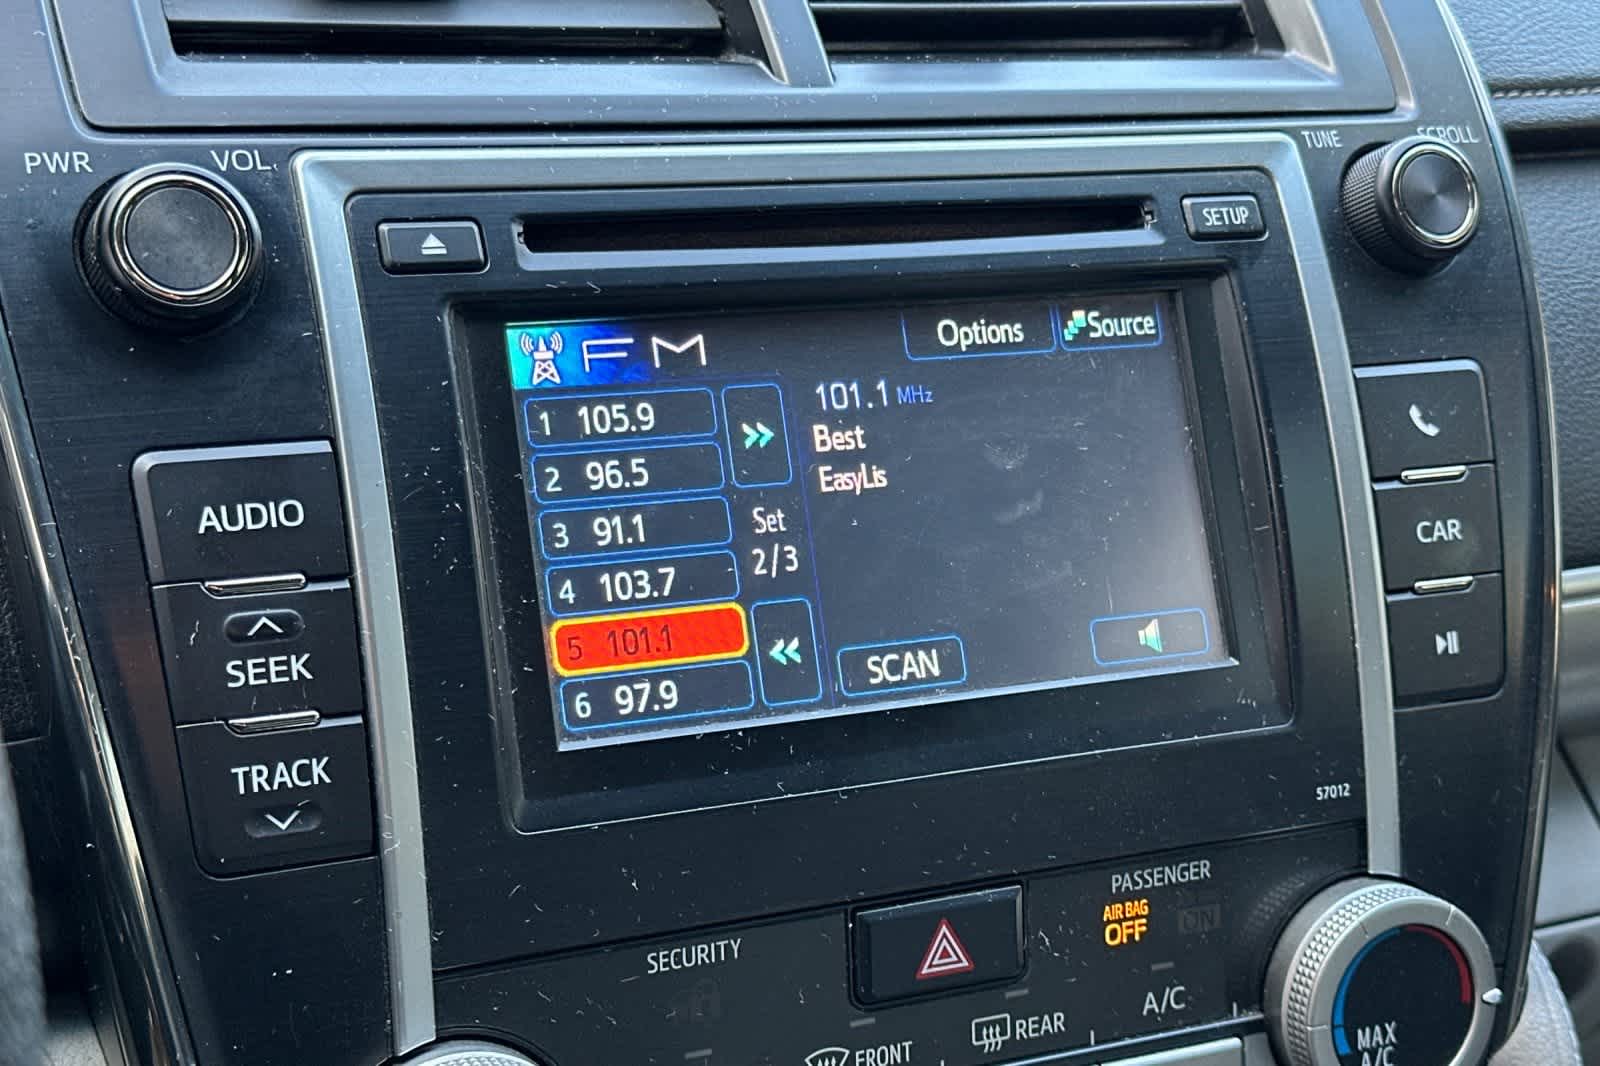 PWR VOL
TUNE SCROLL
SETUP
FM
Options
Source
1 105.9
2 96.5
3 91.1
4 103.7
5 101.1
6 97.9
Set
2/3
101.1 MHz
Best
EasyLis
SCAN
AUDIO
SEEK
TRACK
CAR
57012
PASSENGER
AIR BAG
OFF
ON
SECURITY
A/C
REAR
FRONT
MAX
A/C